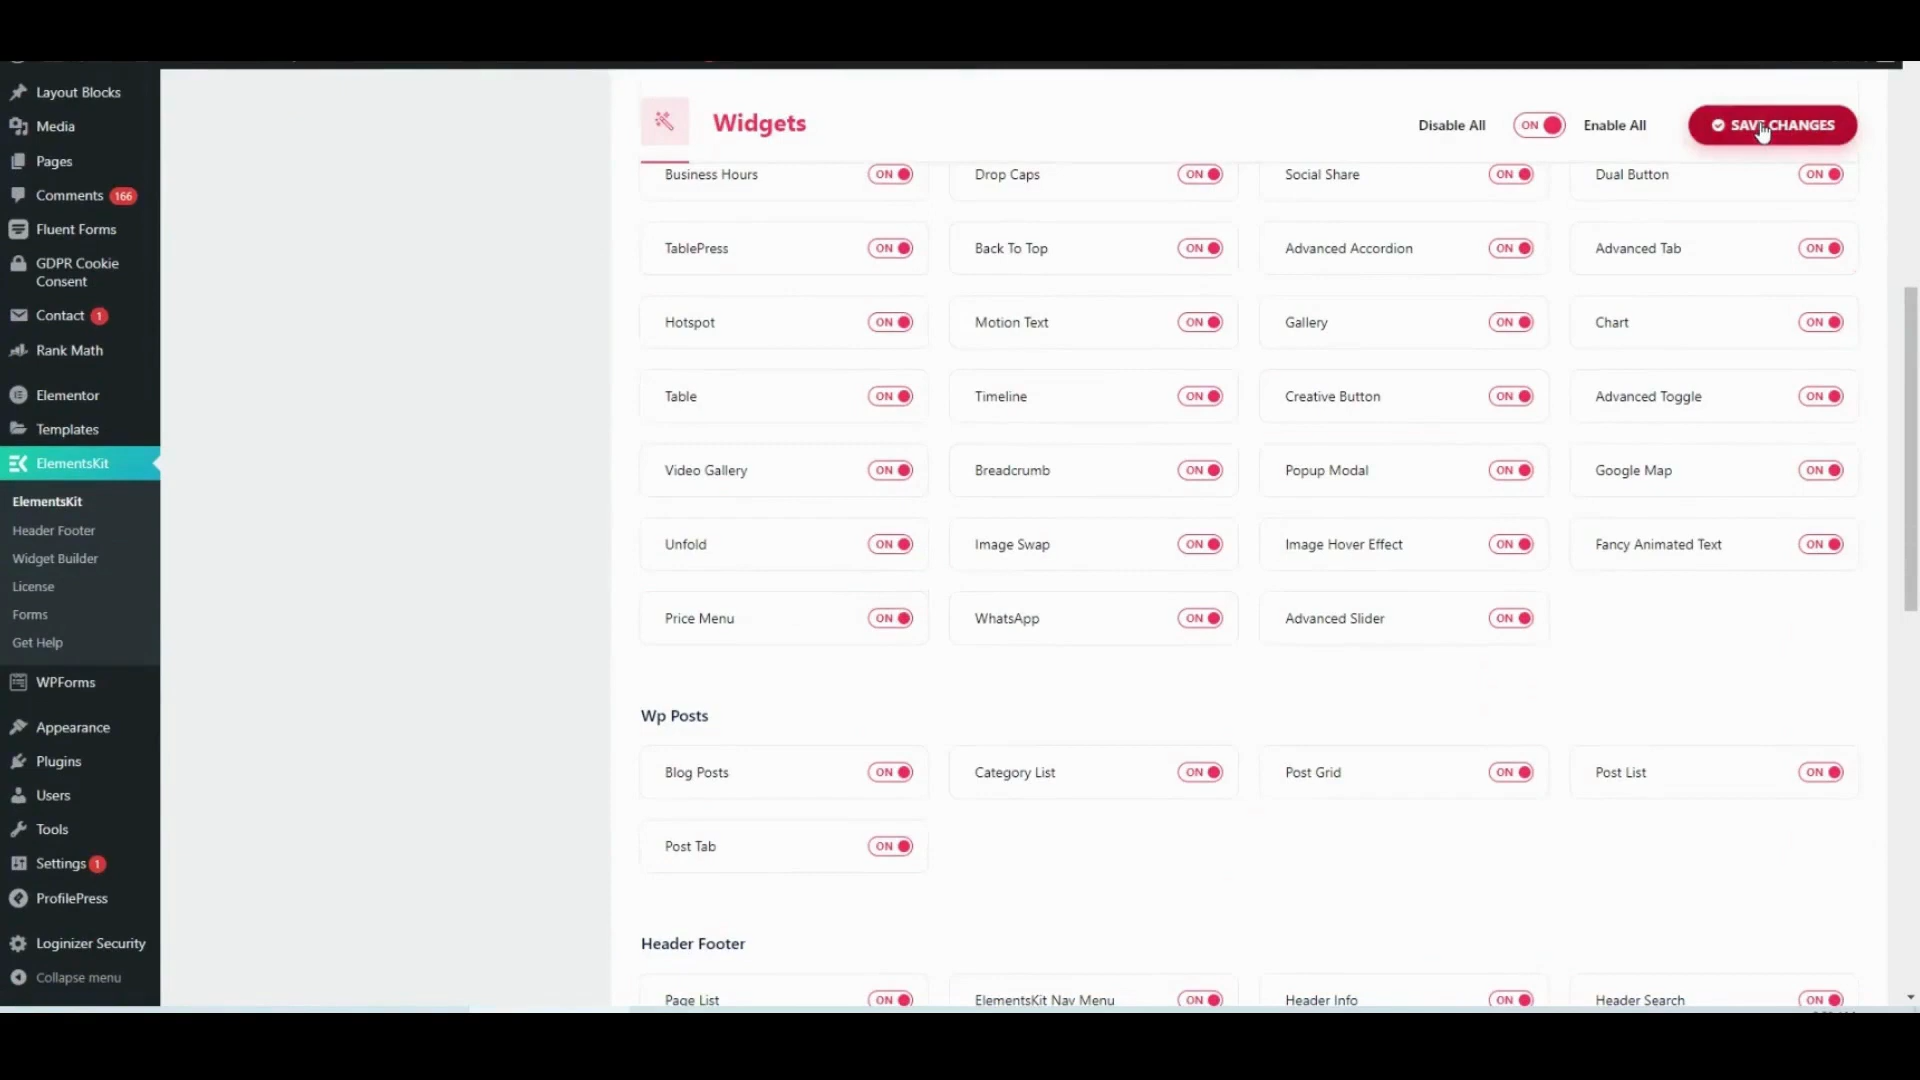 Layout Blocks
Media
Pages
Comments 166
Fluent Forms
GDPR Cookie
Consent
Contact 1
Rank Math
Elementor
Templates
ElementsKit
ElementsKit
Header Footer
Widget Builder
License
Forms
Get Help
WPForms
Appearance
Plugins
Users
Tools
Settings 1
ProfilePress
Loginizer Security
Collapse menu
Widgets
Disable All ON Enable All SAVE CHANGES
Business Hours ON Drop Caps ON Social Share ON Dual Button ON
TablePress ON Back To Top ON Advanced Accordion ON Advanced Tab ON
Hotspot ON Motion Text ON Gallery ON Chart ON
Table ON Timeline ON Creative Button ON Advanced Toggle ON
Video Gallery ON Breadcrumb ON Popup Modal ON Google Map ON
Unfold ON Image Swap ON Image Hover Effect ON Fancy Animated Text ON
Price Menu ON WhatsApp ON Advanced Slider ON
Wp Posts
Blog Posts ON Category List ON Post Grid ON Post List ON
Post Tab ON
Header Footer
Page List ON ElementsKit Nav Menu ON Header Info ON Header Search ON